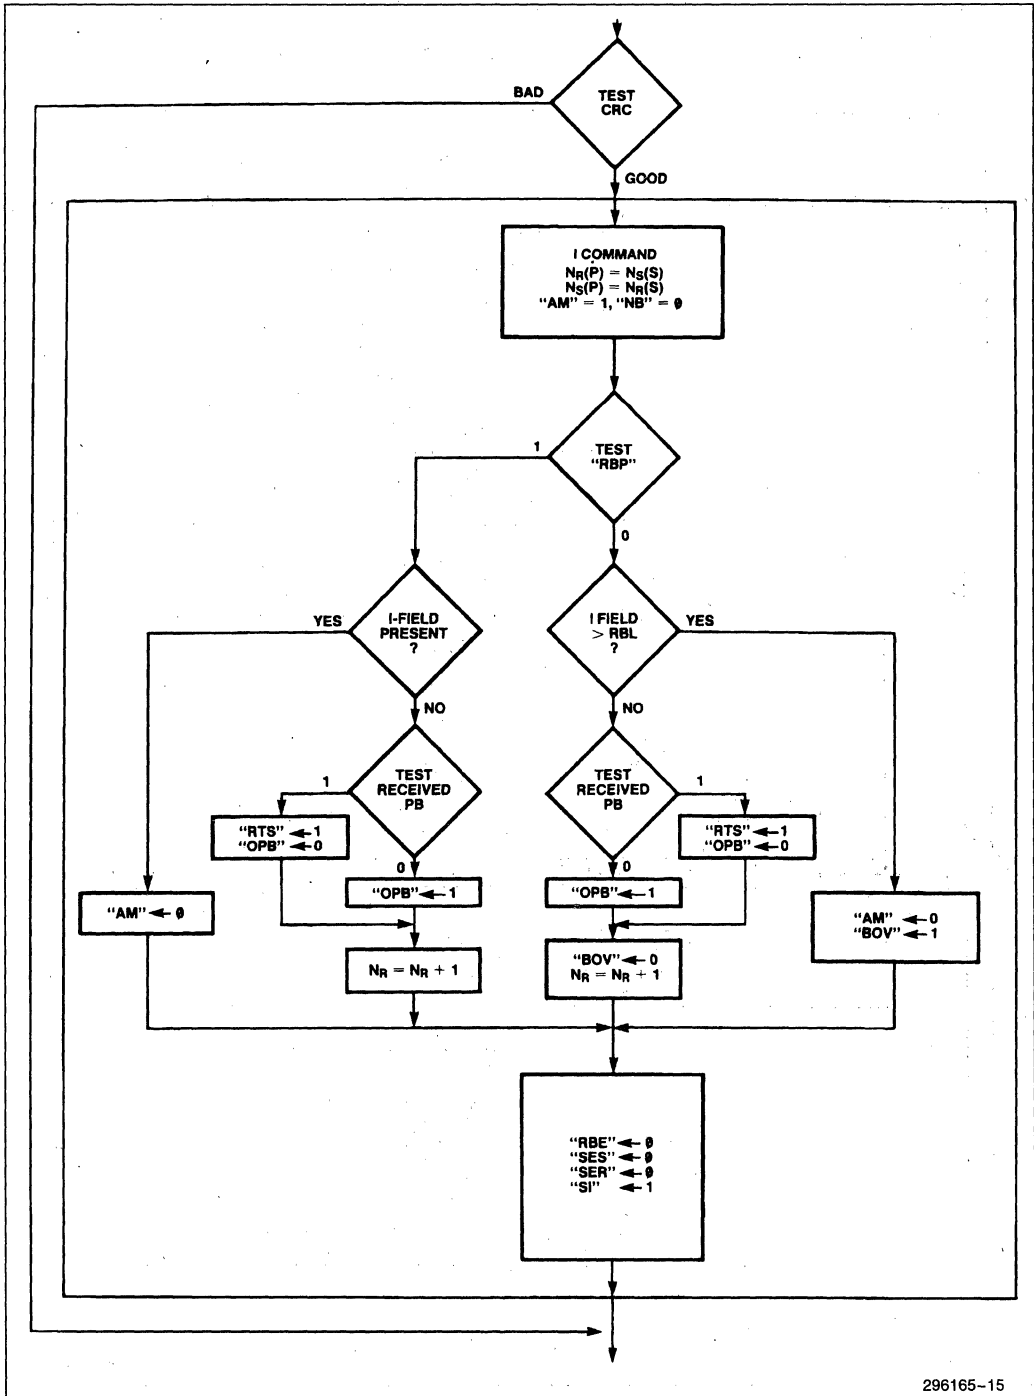 TEST
CRC
BAD
GOOD
I COMMAND
NR(P) = NS(S)
NS(P) = NR(S)
"AM" = 1, "NB" = 0
TEST
"RBP"
1
0
I-FIELD
PRESENT
?
YES
NO
I FIELD
> RBL
?
YES
NO
TEST
RECEIVED
PB
1
0
TEST
RECEIVED
PB
1
0
"RTS" ← 1
"OPB" ← 0
"RTS" ← 1
"OPB" ← 0
"OPB" ← 1
"OPB" ← 1
"AM" ← 0
"AM" ← 0
"BOV" ← 1
NR = NR + 1
"BOV" ← 0
NR = NR + 1
"RBE" ← 0
"SES" ← 0
"SER" ← 0
"SI" ← 1
296165-15